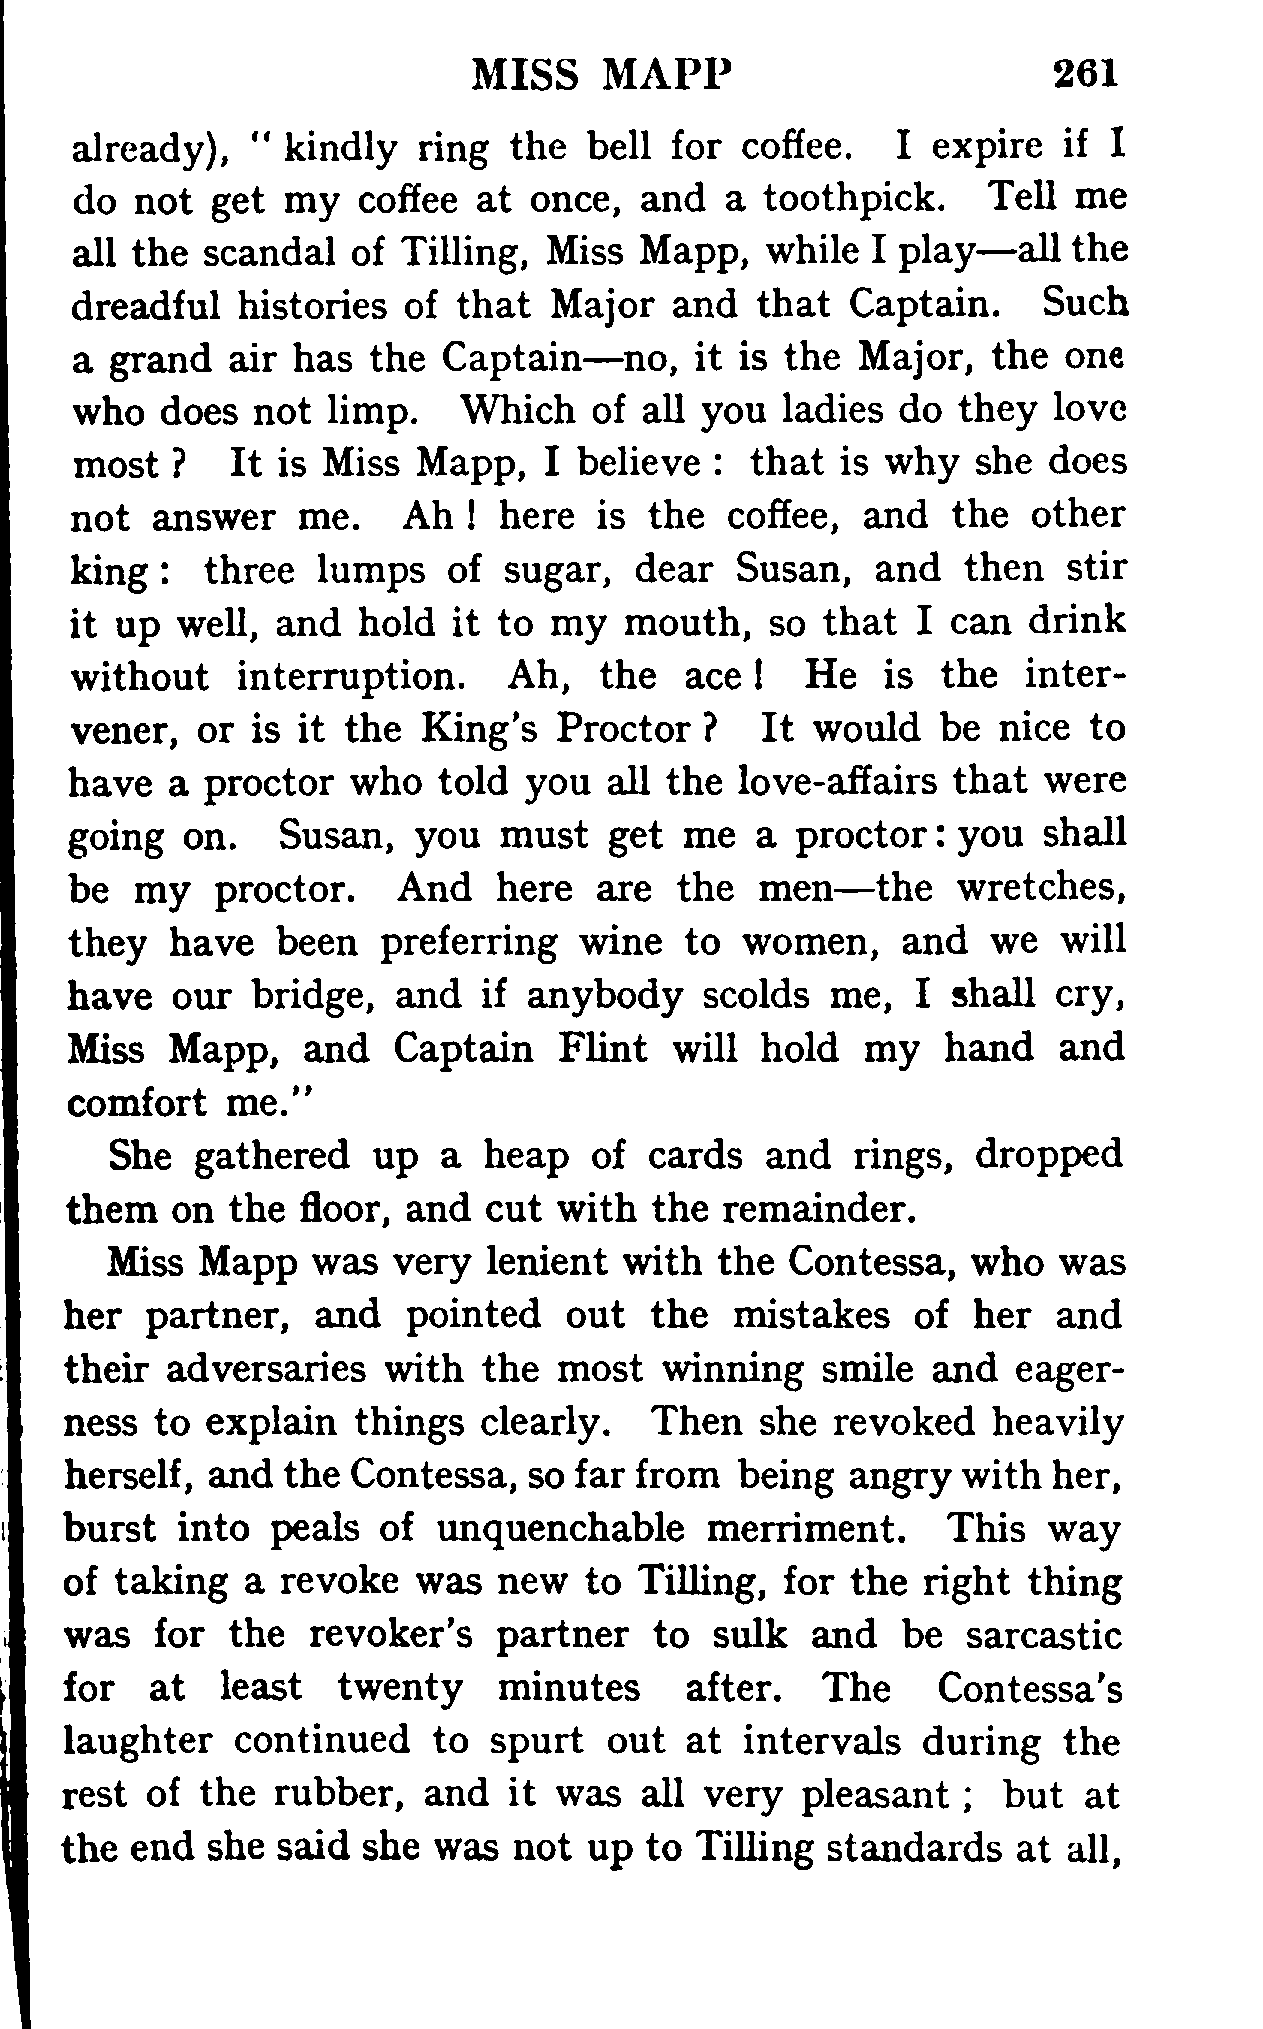 MISS MAPP 261
already), " kindly ring the bell for coffee. I expire if I
do not get my coffee at once, and a toothpick. Tell me
all the scandal of Tilling, Miss Mapp, while I play—all the
dreadful histories of that Major and that Captain. Such
a grand air has the Captain—no, it is the Major, the one
who does not limp. Which of all you ladies do they love
most ? It is Miss Mapp, I believe : that is why she does
not answer me. Ah ! here is the coffee, and the other
king : three lumps of sugar, dear Susan, and then stir
it up well, and hold it to my mouth, so that I can drink
without interruption. Ah, the ace ! He is the inter-
vener, or is it the King's Proctor ? It would be nice to
have a proctor who told you all the love-affairs that were
going on. Susan, you must get me a proctor : you shall
be my proctor. And here are the men—the wretches,
they have been preferring wine to women, and we will
have our bridge, and if anybody scolds me, I shall cry,
Miss Mapp, and Captain Flint will hold my hand and
comfort me."
She gathered up a heap of cards and rings, dropped
them on the floor, and cut with the remainder.
Miss Mapp was very lenient with the Contessa, who was
her partner, and pointed out the mistakes of her and
their adversaries with the most winning smile and eager-
ness to explain things clearly. Then she revoked heavily
herself, and the Contessa, so far from being angry with her,
burst into peals of unquenchable merriment. This way
of taking a revoke was new to Tilling, for the right thing
was for the revoker's partner to sulk and be sarcastic
for at least twenty minutes after. The Contessa's
laughter continued to spurt out at intervals during the
rest of the rubber, and it was all very pleasant ; but at
the end she said she was not up to Tilling standards at all,